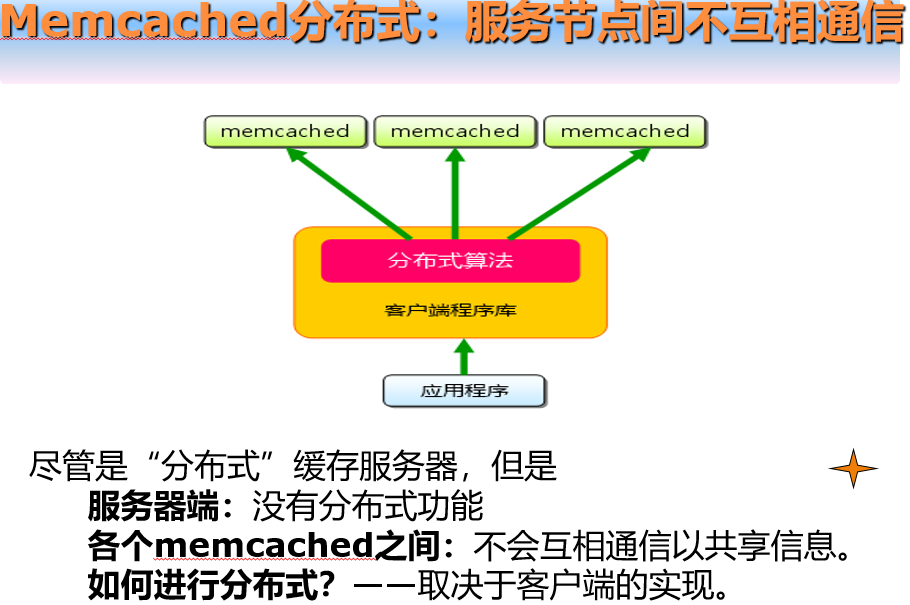 Memcached分布式：服务节点间不互相通信
memcached
memcached
memcached
分布式算法
客户端程序库
应用程序
尽管是“分布式”缓存服务器，但是
服务器端：没有分布式功能
各个memcached之间：不会互相通信以共享信息。
如何进行分布式？——取决于客户端的实现。